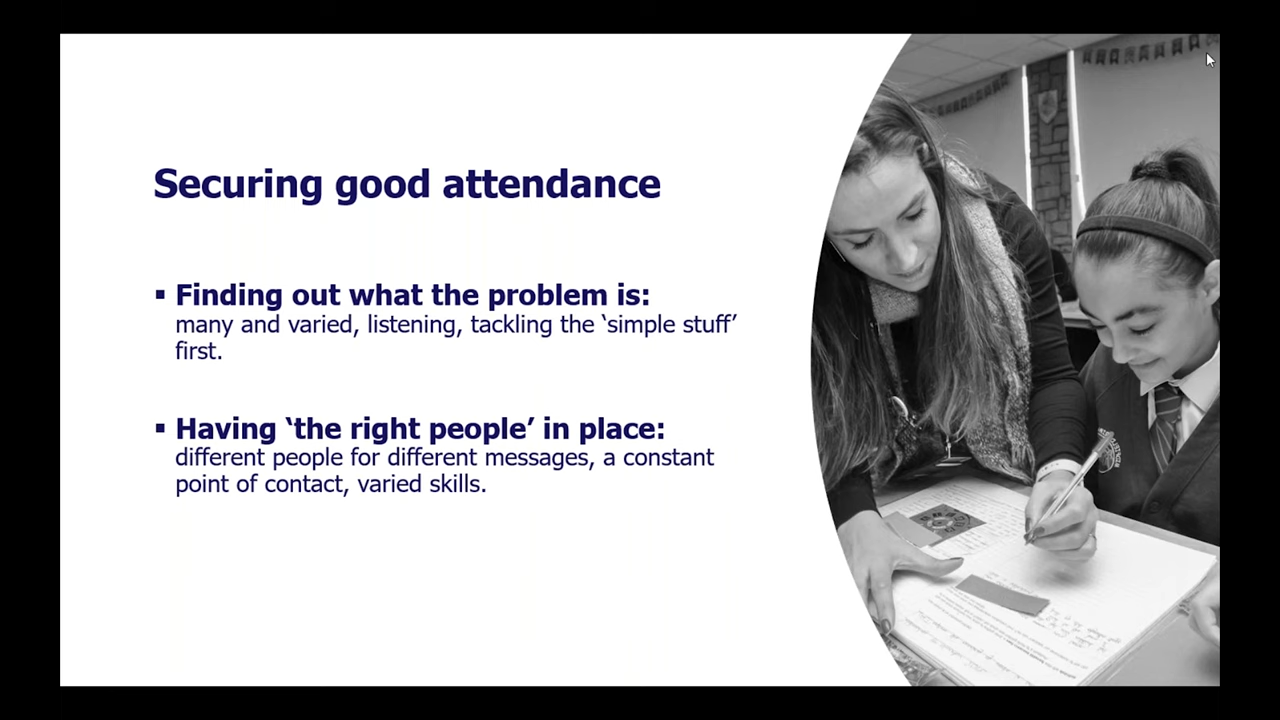 Securing good attendance
▪ Finding out what the problem is:
many and varied, listening, tackling the ‘simple stuff’
first.
▪ Having ‘the right people’ in place:
different people for different messages, a constant
point of contact, varied skills.